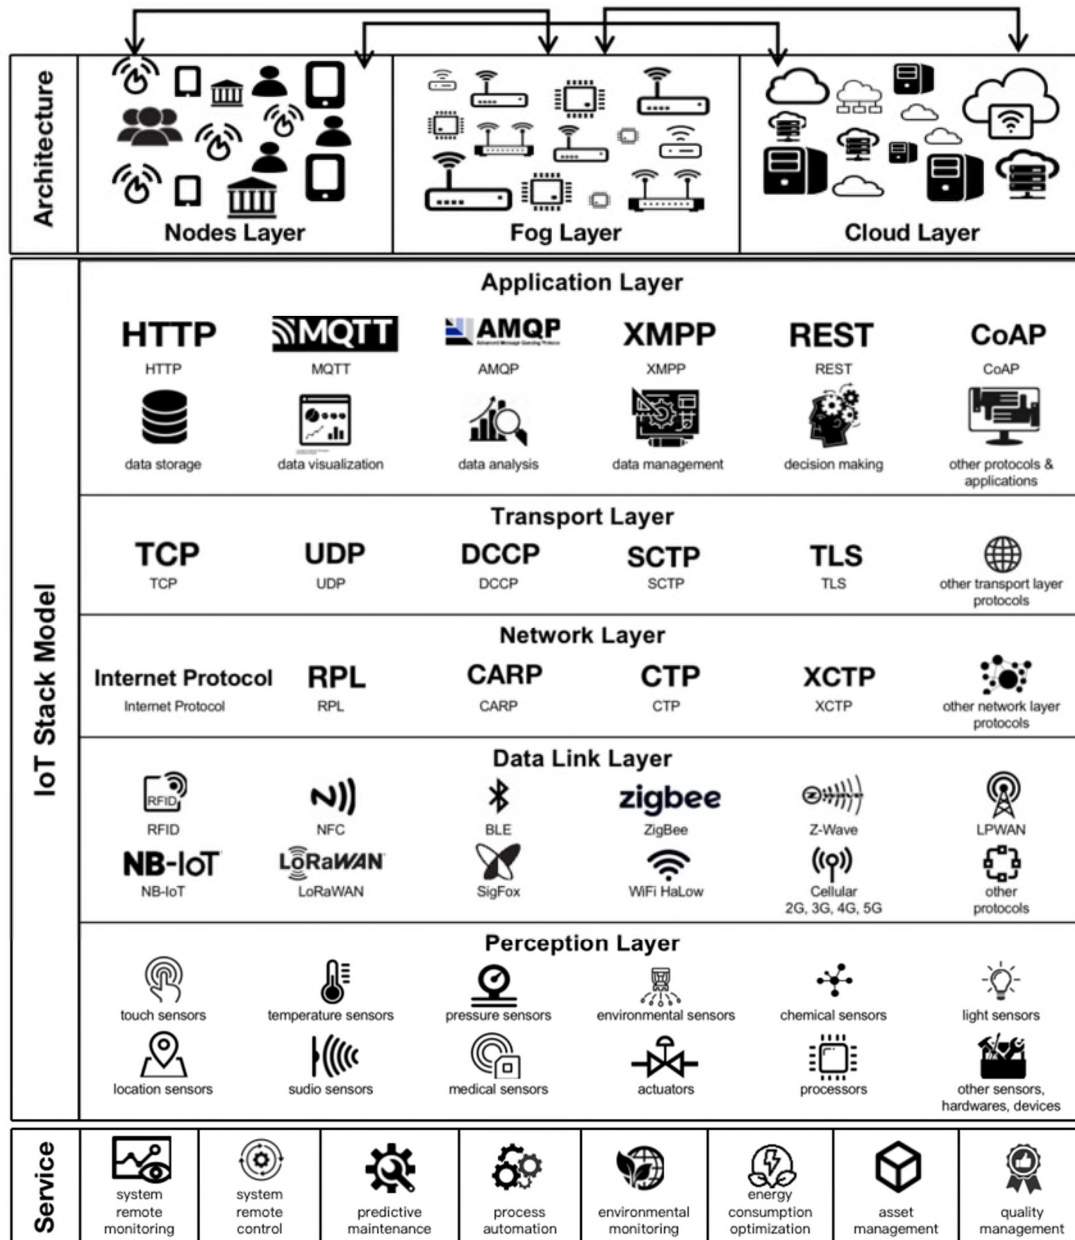 Architecture
Nodes Layer
Fog Layer
Cloud Layer
IoT Stack Model
Application Layer
HTTP MQTT AMQP XMPP REST CoAP
Advanced Message Queuing Protocol
HTTP MQTT AMQP XMPP REST CoAP
data storage data visualization data analysis data management decision making other protocols &
applications
Transport Layer
TCP UDP DCCP SCTP TLS
TCP UDP DCCP SCTP TLS other transport layer
protocols
Network Layer
Internet Protocol RPL CARP CTP XCTP
Internet Protocol RPL CARP CTP XCTP other network layer
protocols
Data Link Layer
RFID zigbee Z
RFID NFC BLE ZigBee Z-Wave LPWAN
NB-IoT LoRaWAN
NB-IoT LoRaWAN SigFox WiFi HaLow Cellular other
2G, 3G, 4G, 5G protocols
Perception Layer
touch sensors temperature sensors pressure sensors environmental sensors chemical sensors light sensors
location sensors sudio sensors medical sensors actuators processors other sensors,
hardwares, devices
Service
system
remote
monitoring
system
remote
control
predictive
maintenance
process
automation
environmental
monitoring
energy
consumption
optimization
asset
management
quality
management